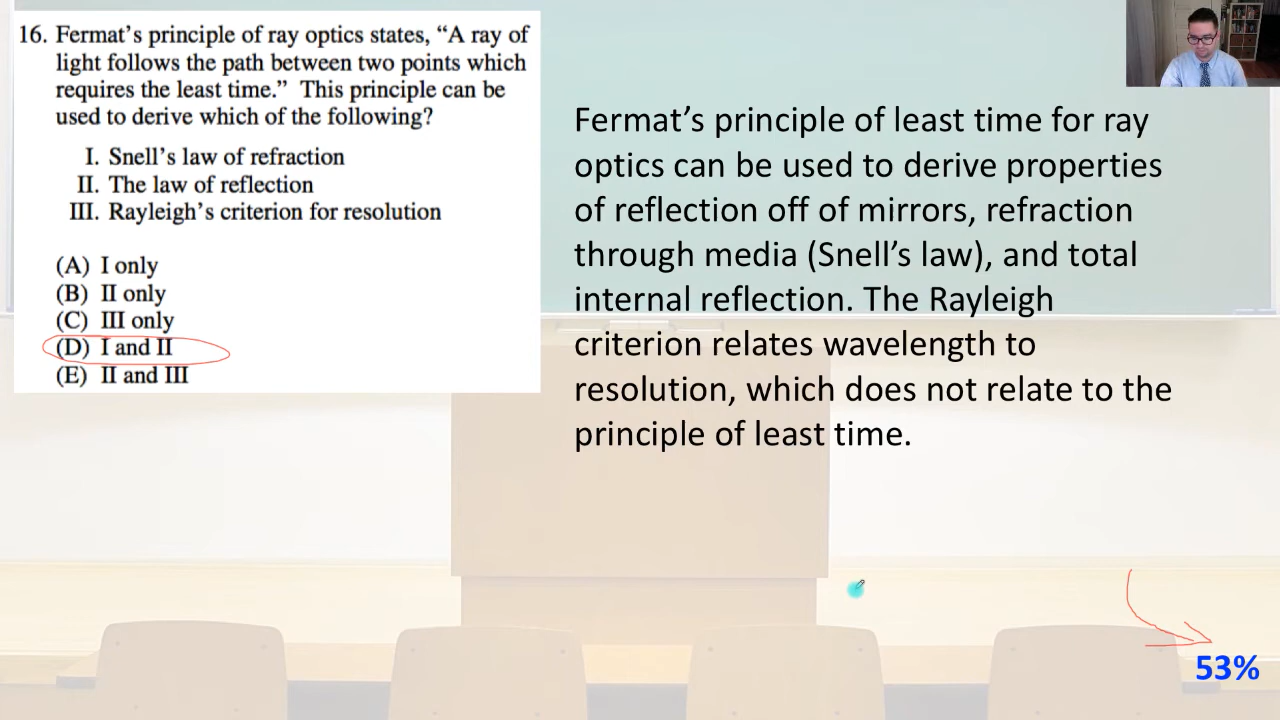 16. Fermat's principle of ray optics states, “A ray of
light follows the path between two points which
requires the least time.” This principle can be
used to derive which of the following?
I. Snell's law of refraction
II. The law of reflection
III. Rayleigh's criterion for resolution
(A) I only
(B) II only
(C) III only
(D) I and II
(E) II and III
Fermat’s principle of least time for ray
optics can be used to derive properties
of reflection off of mirrors, refraction
through media (Snell’s law), and total
internal reflection. The Rayleigh
criterion relates wavelength to
resolution, which does not relate to the
principle of least time.
53%